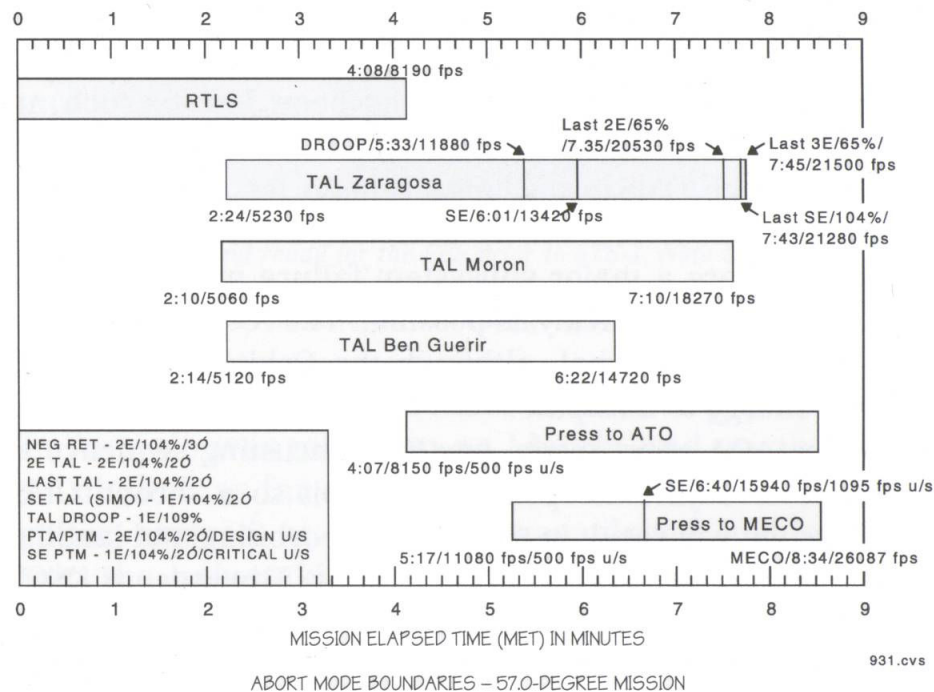 0 1 2 3 4 5 6 7 8 9
4:08/8190 fps
RTLS
Last 2E/65%
/7.35/20530 fps
DROOP/5:33/11880 fps
Last 3E/65%/
7:45/21500 fps
TAL Zaragosa
2:24/5230 fps
SE/6:01/13420 fps
Last SE/104%/
7:43/21280 fps
TAL Moron
2:10/5060 fps
7:10/18270 fps
TAL Ben Guerir
2:14/5120 fps
6:22/14720 fps
Press to ATO
4:07/8150 fps/500 fps u/s
SE/6:40/15940 fps/1095 fps u/s
Press to MECO
5:17/11080 fps/500 fps u/s
MECO/8:34/26087 fps
NEG RET - 2E/104%/3Ó
2E TAL - 2E/104%/2Ó
LAST TAL - 2E/104%/2Ó
SE TAL (SIMO) - 1E/104%/2Ó
TAL DROOP - 1E/109%
PTA/PTM - 2E/104%/2Ó/DESIGN U/S
SE PTM - 1E/104%/2Ó/CRITICAL U/S
0 1 2 3 4 5 6 7 8 9
MISSION ELAPSED TIME (MET) IN MINUTES
931.cvs
ABORT MODE BOUNDARIES – 57.0-DEGREE MISSION